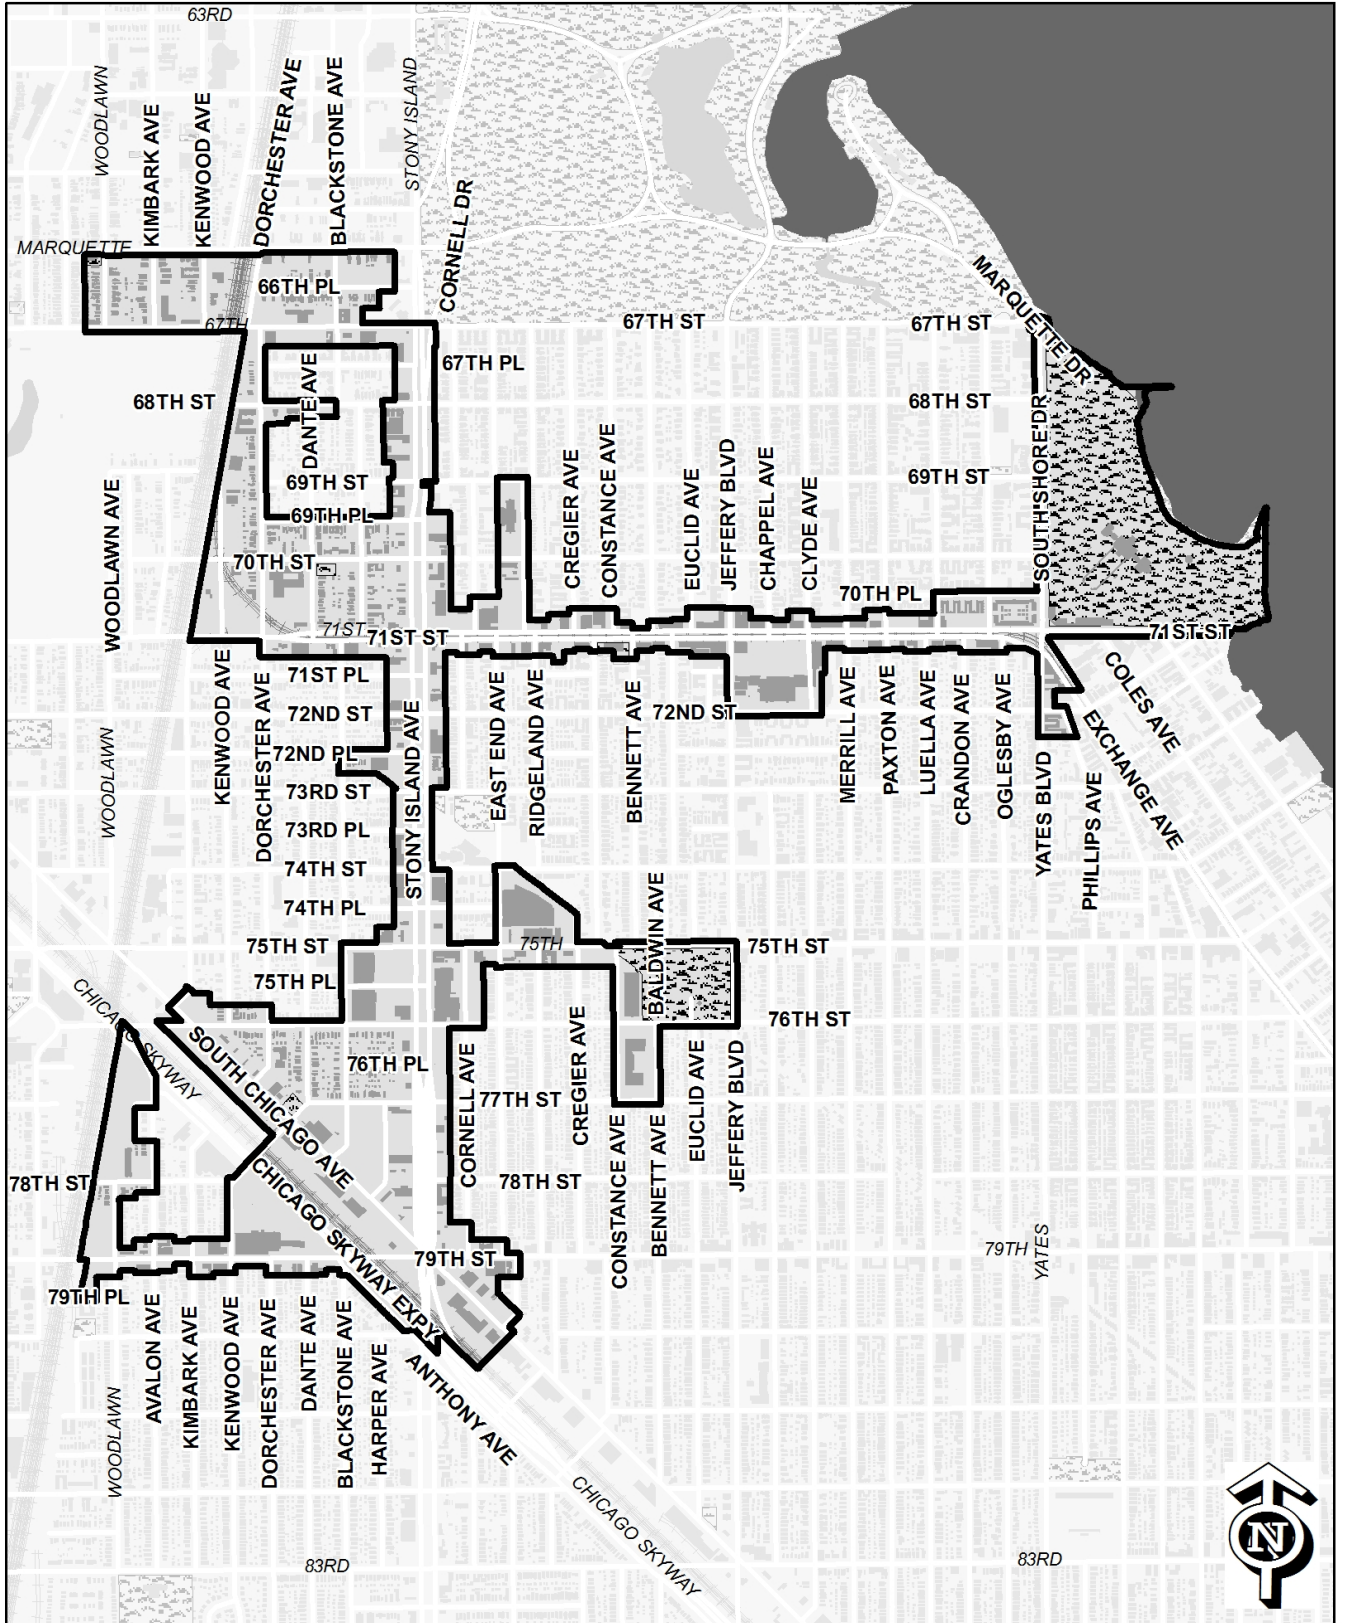 63RD
WOODLAWN
KIMBARK AVE
KENWOOD AVE
DORCHESTER AVE
BLACKSTONE AVE
STONY ISLAND
CORNELL DR
MARQUETTE
66TH PL
67TH
67TH ST
67TH ST
MARQUETTE DR
67TH PL
DANTE AVE
68TH ST
68TH ST
SOUTH SHORE DR
69TH ST
69TH ST
69TH PL
WOODLAWN AVE
CREGIER AVE
CONSTANCE AVE
EUCLID AVE
JEFFERY BLVD
CHAPPEL AVE
CLYDE AVE
70TH ST
70TH PL
71ST
71ST ST
71ST ST
KENWOOD AVE
DORCHESTER AVE
71ST PL
72ND ST
72ND PL
73RD ST
73RD PL
74TH ST
74TH PL
STONY ISLAND AVE
EAST END AVE
RIDGELAND AVE
BENNETT AVE
72ND ST
MERRILL AVE
PAXTON AVE
LUELLA AVE
CRANDON AVE
OGLESBY AVE
YATES BLVD
PHILLIPS AVE
COLES AVE
EXCHANGE AVE
WOODLAWN
75TH ST
75TH
BALDWIN AVE
75TH ST
75TH PL
CHICAGO SKYWAY
76TH ST
SOUTH CHICAGO AVE
76TH PL
CORNELL AVE
77TH ST
CREGIER AVE
CONSTANCE AVE
BENNETT AVE
EUCLID AVE
JEFFERY BLVD
78TH ST
78TH ST
CHICAGO SKYWAY EXPY
79TH ST
79TH
YATES
79TH PL
AVALON AVE
KIMBARK AVE
KENWOOD AVE
DORCHESTER AVE
DANTE AVE
BLACKSTONE AVE
HARPER AVE
ANTHONY AVE
WOODLAWN
CHICAGO SKYWAY
83RD
83RD
N